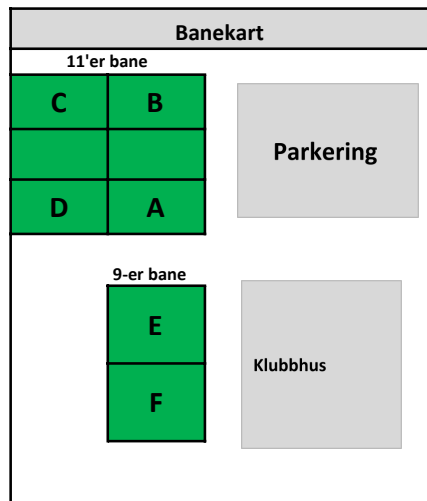 Banekart
11'er bane
C B
Parkering
D A
9-er bane
E
Klubbhus
F